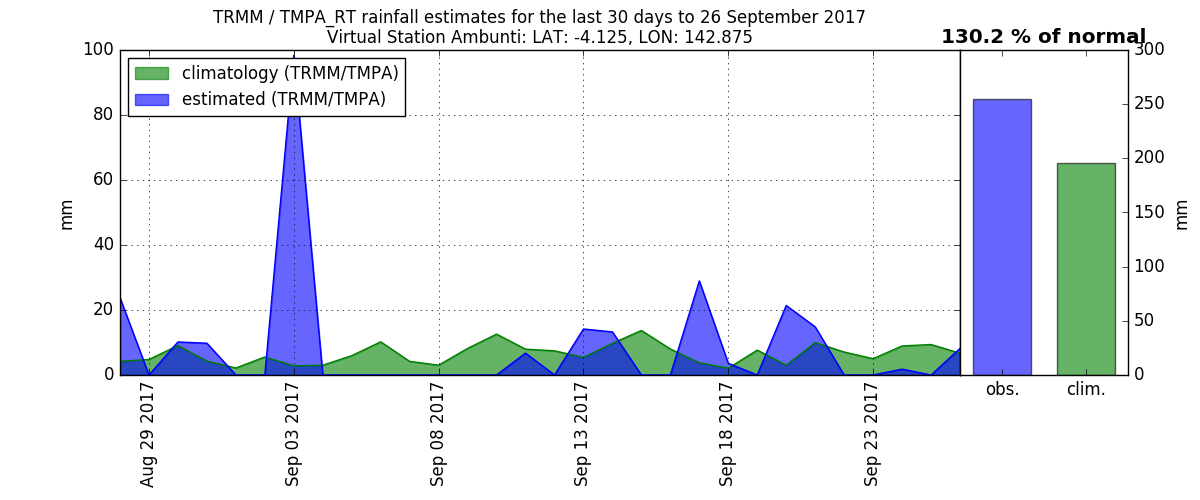 TRMM / TMPA_RT rainfall estimates for the last 30 days to 26 September 2017
Virtual Station Ambunti: LAT: -4.125, LON: 142.875
130.2 % of normal
climatology (TRMM/TMPA)
estimated (TRMM/TMPA)
100
80
60
40
20
0
mm
Aug 29 2017
Sep 03 2017
Sep 08 2017
Sep 13 2017
Sep 18 2017
Sep 23 2017
obs.
clim.
300
250
200
150
100
50
0
mm